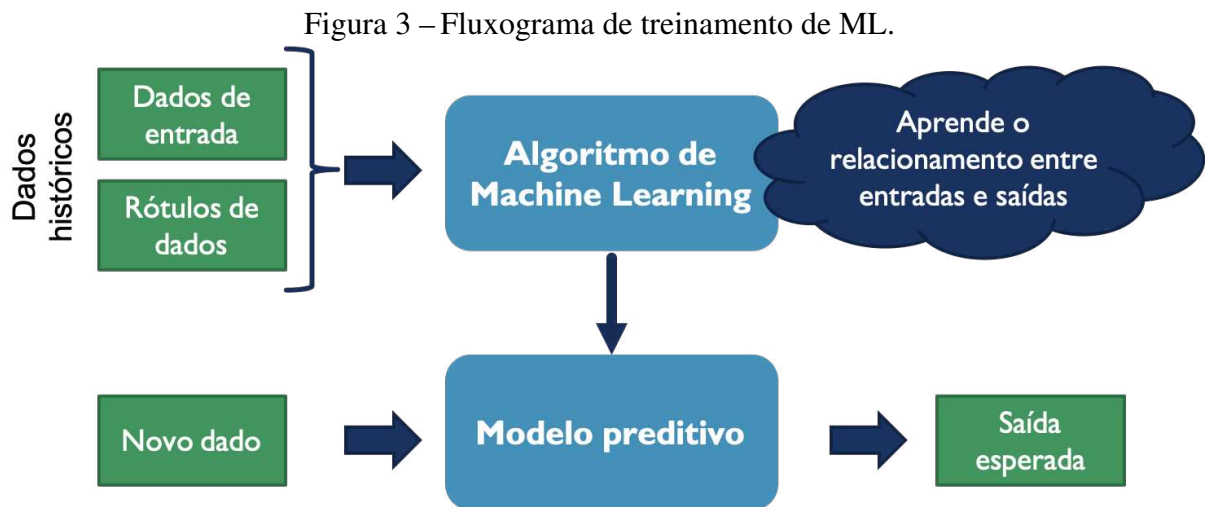 Figura 3 – Fluxograma de treinamento de ML.
Dados
históricos
Dados de
entrada
Rótulos de
dados
Algoritmo de
Machine Learning
Aprende o
relacionamento entre
entradas e saídas
Novo dado
Modelo preditivo
Saída
esperada